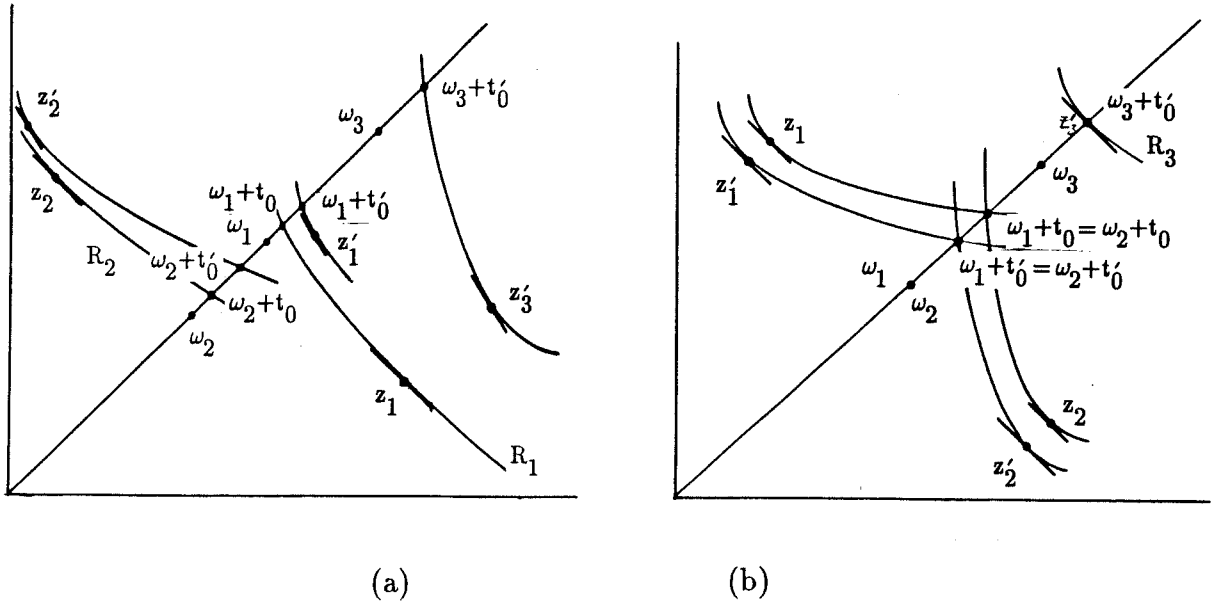 z′₂
z₂
R₂
ω₂+t′₀
ω₂+t₀
ω₂
ω₁
ω₁+t₀
ω₁+t′₀
z′₁
z₁
R₁
ω₃
ω₃+t′₀
z′₃
(a)
z₁
z′₁
ω₁
ω₂
ω₃
ω₃+t′₀
z′₃
R₃
ω₁+t₀=ω₂+t₀
ω₁+t′₀=ω₂+t′₀
z₂
z′₂
(b)